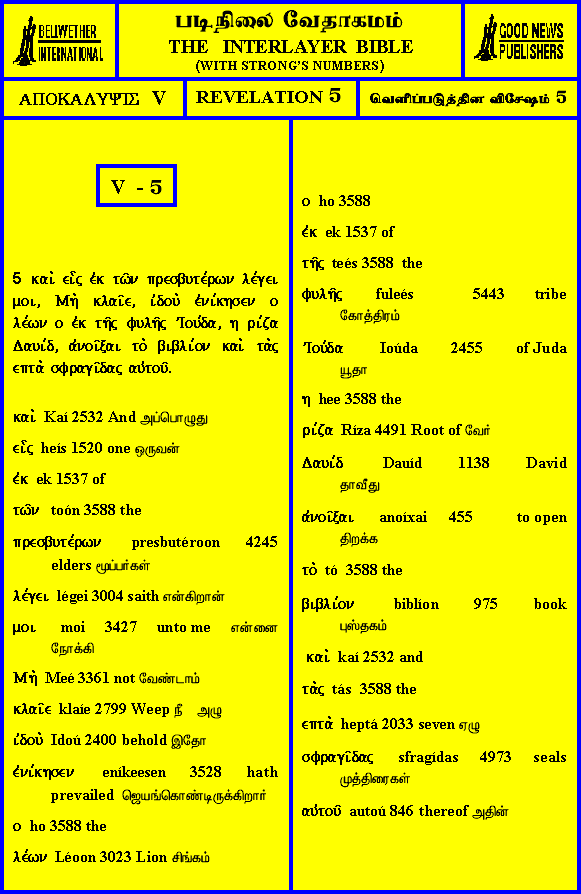 BELLWETHER
INTERNATIONAL
படிநிலை வேதாகமம்
THE INTERLAYER BIBLE
(WITH STRONG'S NUMBERS)
GOOD NEWS
PUBLISHERS
ΑΠΟΚΑΛΥΨΙΣ V
REVELATION 5
வெளிப்படுத்தின விசேஷம் 5
V - 5
5 καὶ εἷς ἐκ τῶν πρεσβυτέρων λέγει
μοι, Μὴ κλαῖε, ἰδοὺ ἐνίκησεν ο
λέων ο ἐκ τῆς φυλῆς Ἰούδα, η ρίζα
Δαυίδ, ἀνοῖξαι τὸ βιβλίον καὶ τὰς
επτὰ σφραγῖδας αὐτοῦ.
καὶ Kaí 2532 And அப்பொழுது
εἷς heís 1520 one ஒருவன்
ἐκ ek 1537 of
τῶν toón 3588 the
πρεσβυτέρων presbutéroon 4245
elders மூப்பர்கள்
λέγει légei 3004 saith என்கிறான்
μοι moi 3427 unto me என்னை
நோக்கி
Μὴ Meé 3361 not வேண்டாம்
κλαῖε klaíe 2799 Weep நீ அழு
ἰδοὺ Idoú 2400 behold இதோ
ἐνίκησεν eníkeesen 3528 hath
prevailed ஜெயங்கொண்டிருக்கிறார்
ο ho 3588 the
λέων Léoon 3023 Lion சிங்கம்
ο ho 3588
ἐκ ek 1537 of
τῆς teés 3588 the
φυλῆς fuleés 5443 tribe
கோத்திரம்
Ἰούδα Ioúda 2455 of Juda
யூதா
η hee 3588 the
ρίζα Ríza 4491 Root of வேர்
Δαυίδ Dauíd 1138 David
தாவீது
ἀνοῖξαι anoíxai 455 to open
திறக்க
τὸ tó 3588 the
βιβλίον biblíon 975 book
புஸ்தகம்
καὶ kaí 2532 and
τὰς tás 3588 the
επτὰ heptá 2033 seven ஏழு
σφραγῖδας sfragídas 4973 seals
முத்திரைகள்
αὐτοῦ autoú 846 thereof அதின்